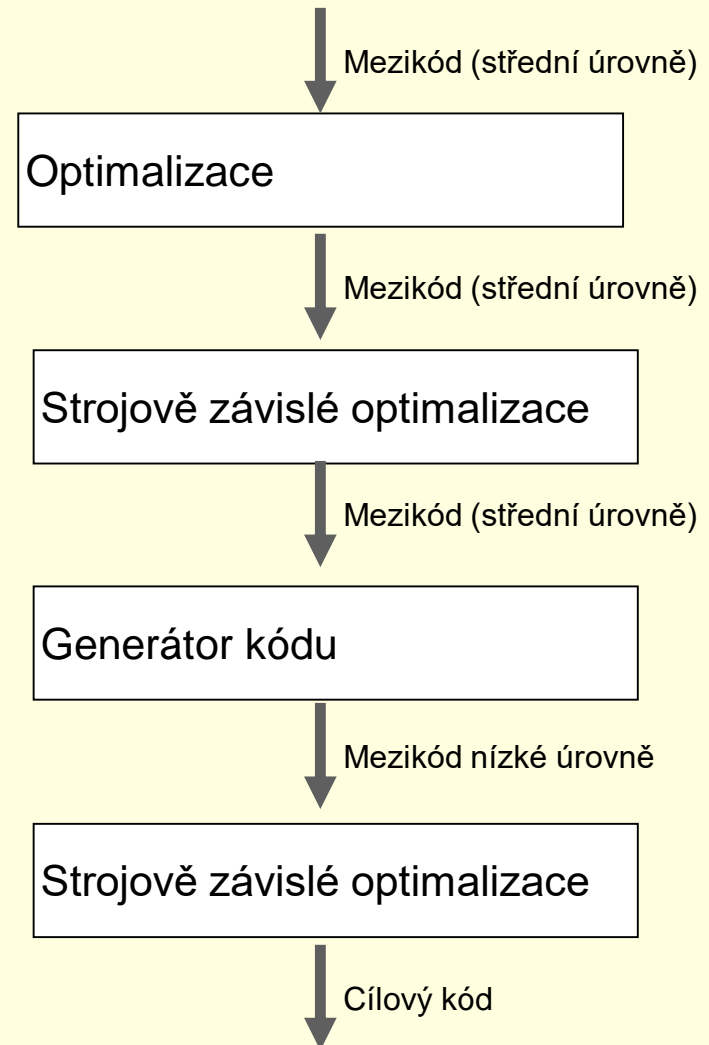 Mezikód (střední úrovně)
Optimalizace
Mezikód (střední úrovně)
Strojově závislé optimalizace
Mezikód (střední úrovně)
Generátor kódu
Mezikód nízké úrovně
Strojově závislé optimalizace
Cílový kód